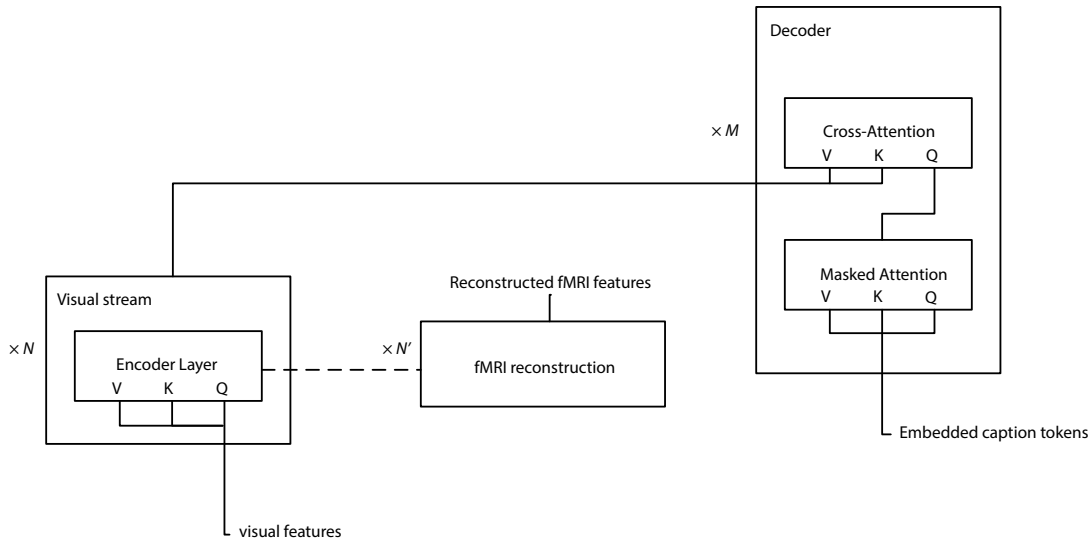 Decoder
Cross-Attention
V K Q
× M
Masked Attention
V K Q
Embedded caption tokens
Visual stream
× N
Encoder Layer
V K Q
visual features
Reconstructed fMRI features
× N'
fMRI reconstruction